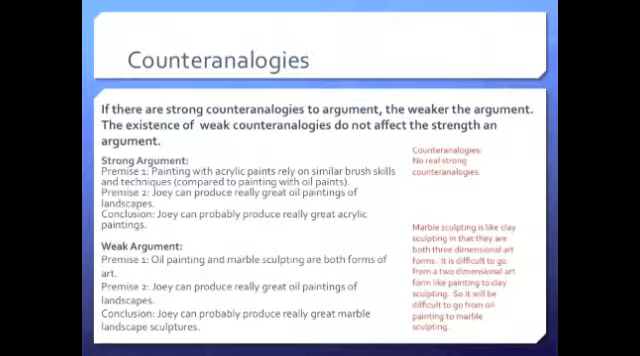 Counteranalogies
If there are strong counteranalogies to argument, the weaker the argument.
The existence of weak counteranalogies do not affect the strength an
argument.
Strong Argument:
Premise 1: Painting with acrylic paints rely on similar brush skills
and techniques (compared to painting with oil paints).
Premise 2: Joey can produce really great oil paintings of
landscapes.
Conclusion: Joey can probably produce really great acrylic
paintings.
Weak Argument:
Premise 1: Oil painting and marble sculpting are both forms of
art.
Premise 2: Joey can produce really great oil paintings of
landscapes.
Conclusion: Joey can probably produce really great marble
landscape sculptures.
Counteranalogies:
No real strong
counteranalogies.
Marble sculpting is like clay
sculpting in that they are
both three dimensional art
forms. It is difficult to go
from a two dimensional art
form like painting to clay
sculpting. So it will be
difficult to go from oil
painting to marble
sculpting.